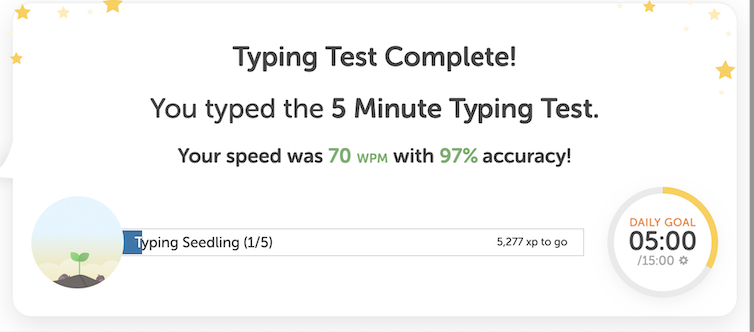 Typing Test Complete!
You typed the 5 Minute Typing Test.
Your speed was 70 WPM with 97% accuracy!
Typing Seedling (1/5) 5,277 xp to go
DAILY GOAL
05:00
/15:00